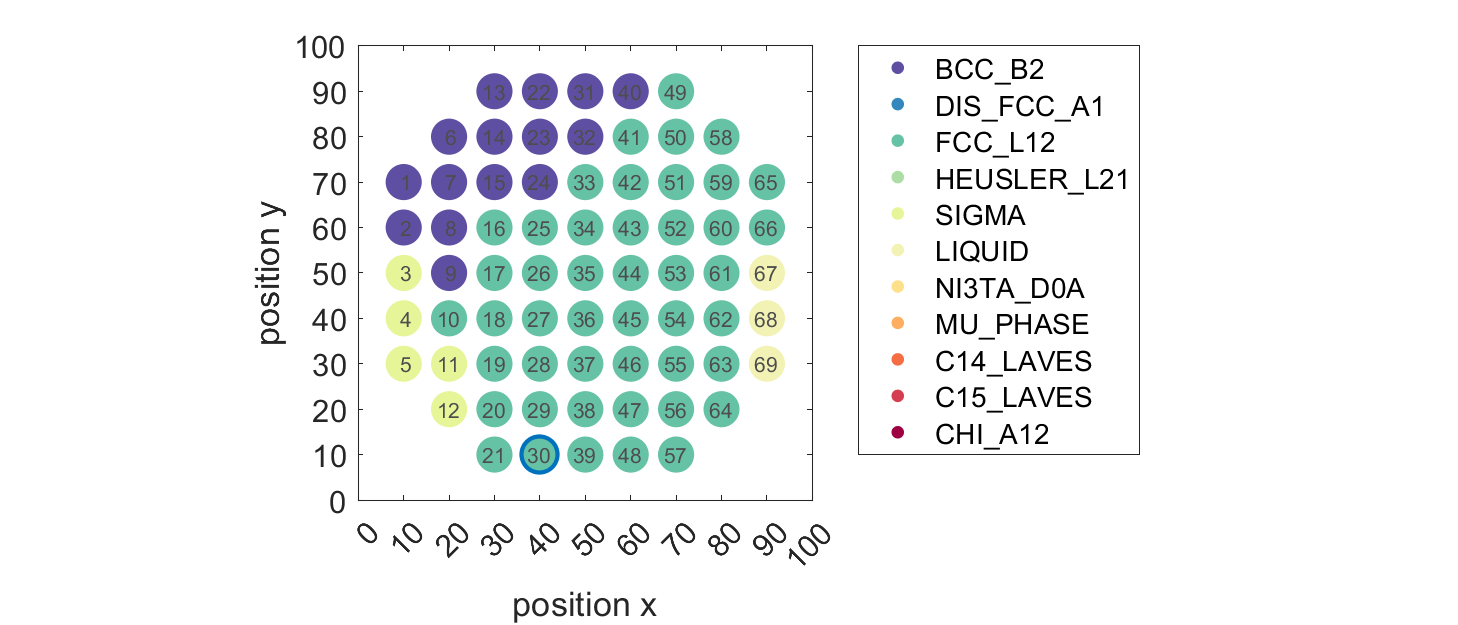 100
90
80
70
60
50
40
30
20
10
0
position y
13 22 31 40 49
6 14 23 32 41 50 58
1 7 15 24 33 42 51 59 65
2 8 16 25 34 43 52 60 66
3 9 17 26 35 44 53 61 67
4 10 18 27 36 45 54 62 68
5 11 19 28 37 46 55 63 69
12 20 29 38 47 56 64
21 30 39 48 57
0 10 20 30 40 50 60 70 80 90 100
position x
BCC_B2
DIS_FCC_A1
FCC_L12
HEUSLER_L21
SIGMA
LIQUID
NI3TA_D0A
MU_PHASE
C14_LAVES
C15_LAVES
CHI_A12